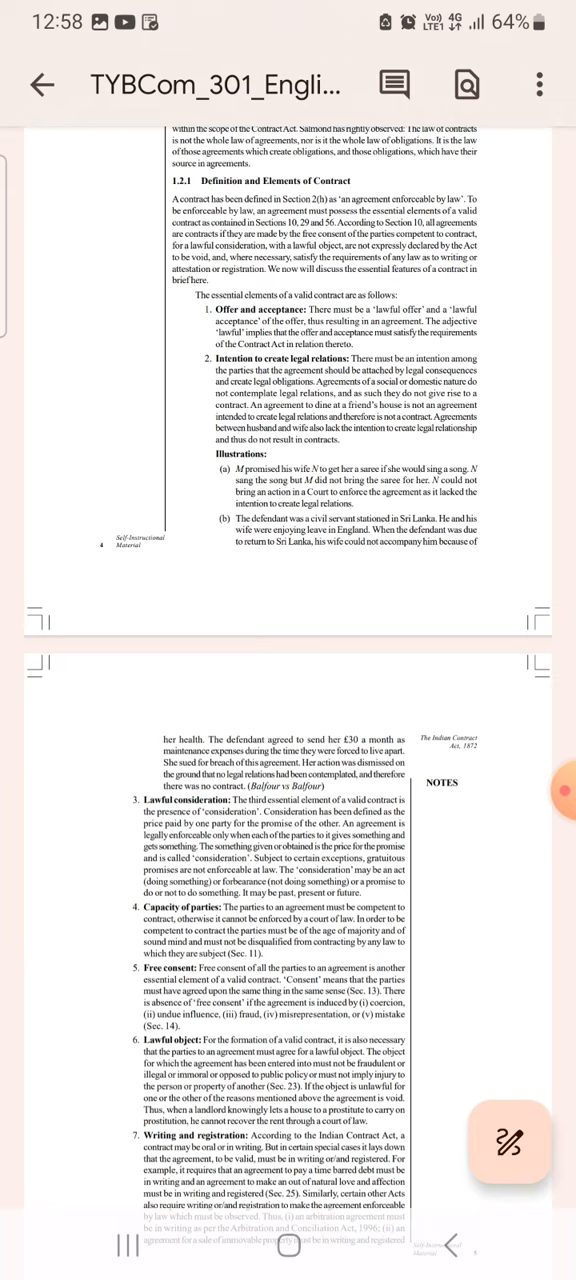 12:58 Vo)) LTE1 4G 64%
TYBCom_301_Engli...
within the scope of the Contract Act. Salmond has rightly observed: The law of contracts
is not the whole law of agreements, nor is it the whole law of obligations. It is the law
of those agreements which create obligations, and those obligations, which have their
source in agreements.
1.2.1 Definition and Elements of Contract
A contract has been defined in Section 2(h) as ‘an agreement enforceable by law’. To
be enforceable by law, an agreement must possess the essential elements of a valid
contract as contained in Sections 10, 29 and 56. According to Section 10, all agreements
are contracts if they are made by the free consent of the parties competent to contract,
for a lawful consideration, with a lawful object, are not expressly declared by the Act
to be void, and, where necessary, satisfy the requirements of any law as to writing or
attestation or registration. We now will discuss the essential features of a contract in
brief here.
The essential elements of a valid contract are as follows:
1. Offer and acceptance: There must be a ‘lawful offer’ and a ‘lawful
acceptance’ of the offer, thus resulting in an agreement. The adjective
‘lawful’ implies that the offer and acceptance must satisfy the requirements
of the Contract Act in relation thereto.
2. Intention to create legal relations: There must be an intention among
the parties that the agreement should be attached by legal consequences
and create legal obligations. Agreements of a social or domestic nature do
not contemplate legal relations, and as such they do not give rise to a
contract. An agreement to dine at a friend’s house is not an agreement
intended to create legal relations and therefore is not a contract. Agreements
between husband and wife also lack the intention to create legal relationship
and thus do not result in contracts.
Illustrations:
(a) M promised his wife N to get her a saree if she would sing a song. N
sang the song but M did not bring the saree for her. N could not
bring an action in a Court to enforce the agreement as it lacked the
intention to create legal relations.
(b) The defendant was a civil servant stationed in Sri Lanka. He and his
wife were enjoying leave in England. When the defendant was due
to return to Sri Lanka, his wife could not accompany him because of
Self-Instructional
4 Material
her health. The defendant agreed to send her £30 a month as
maintenance expenses during the time they were forced to live apart.
She sued for breach of this agreement. Her action was dismissed on
the ground that no legal relations had been contemplated, and therefore
there was no contract. (Balfour vs Balfour)
The Indian Contract
Act, 1872
NOTES
3. Lawful consideration: The third essential element of a valid contract is
the presence of ‘consideration’. Consideration has been defined as the
price paid by one party for the promise of the other. An agreement is
legally enforceable only when each of the parties to it gives something and
gets something. The something given or obtained is the price for the promise
and is called ‘consideration’. Subject to certain exceptions, gratuitous
promises are not enforceable at law. The ‘consideration’ may be an act
(doing something) or forbearance (not doing something) or a promise to
do or not to do something. It may be past, present or future.
4. Capacity of parties: The parties to an agreement must be competent to
contract, otherwise it cannot be enforced by a court of law. In order to be
competent to contract the parties must be of the age of majority and of
sound mind and must not be disqualified from contracting by any law to
which they are subject (Sec. 11).
5. Free consent: Free consent of all the parties to an agreement is another
essential element of a valid contract. ‘Consent’ means that the parties
must have agreed upon the same thing in the same sense (Sec. 13). There
is absence of ‘free consent’ if the agreement is induced by (i) coercion,
(ii) undue influence, (iii) fraud, (iv) misrepresentation, or (v) mistake
(Sec. 14).
6. Lawful object: For the formation of a valid contract, it is also necessary
that the parties to an agreement must agree for a lawful object. The object
for which the agreement has been entered into must not be fraudulent or
illegal or immoral or opposed to public policy or must not imply injury to
the person or property of another (Sec. 23). If the object is unlawful for
one or the other of the reasons mentioned above the agreement is void.
Thus, when a landlord knowingly lets a house to a prostitute to carry on
prostitution, he cannot recover the rent through a court of law.
7. Writing and registration: According to the Indian Contract Act, a
contract may be oral or in writing. But in certain special cases it lays down
that the agreement, to be valid, must be in writing or/and registered. For
example, it requires that an agreement to pay a time barred debt must be
in writing and an agreement to make an out of natural love and affection
must be in writing and registered (Sec. 25). Similarly, certain other Acts
also require writing or/and registration to make the agreement enforceable
by law which must be observed. Thus, (i) an arbitration agreement must
be in writing as per the Arbitration and Conciliation Act, 1996; (ii) an
agreement for a sale of immovable property must be in writing and registered
Material 5